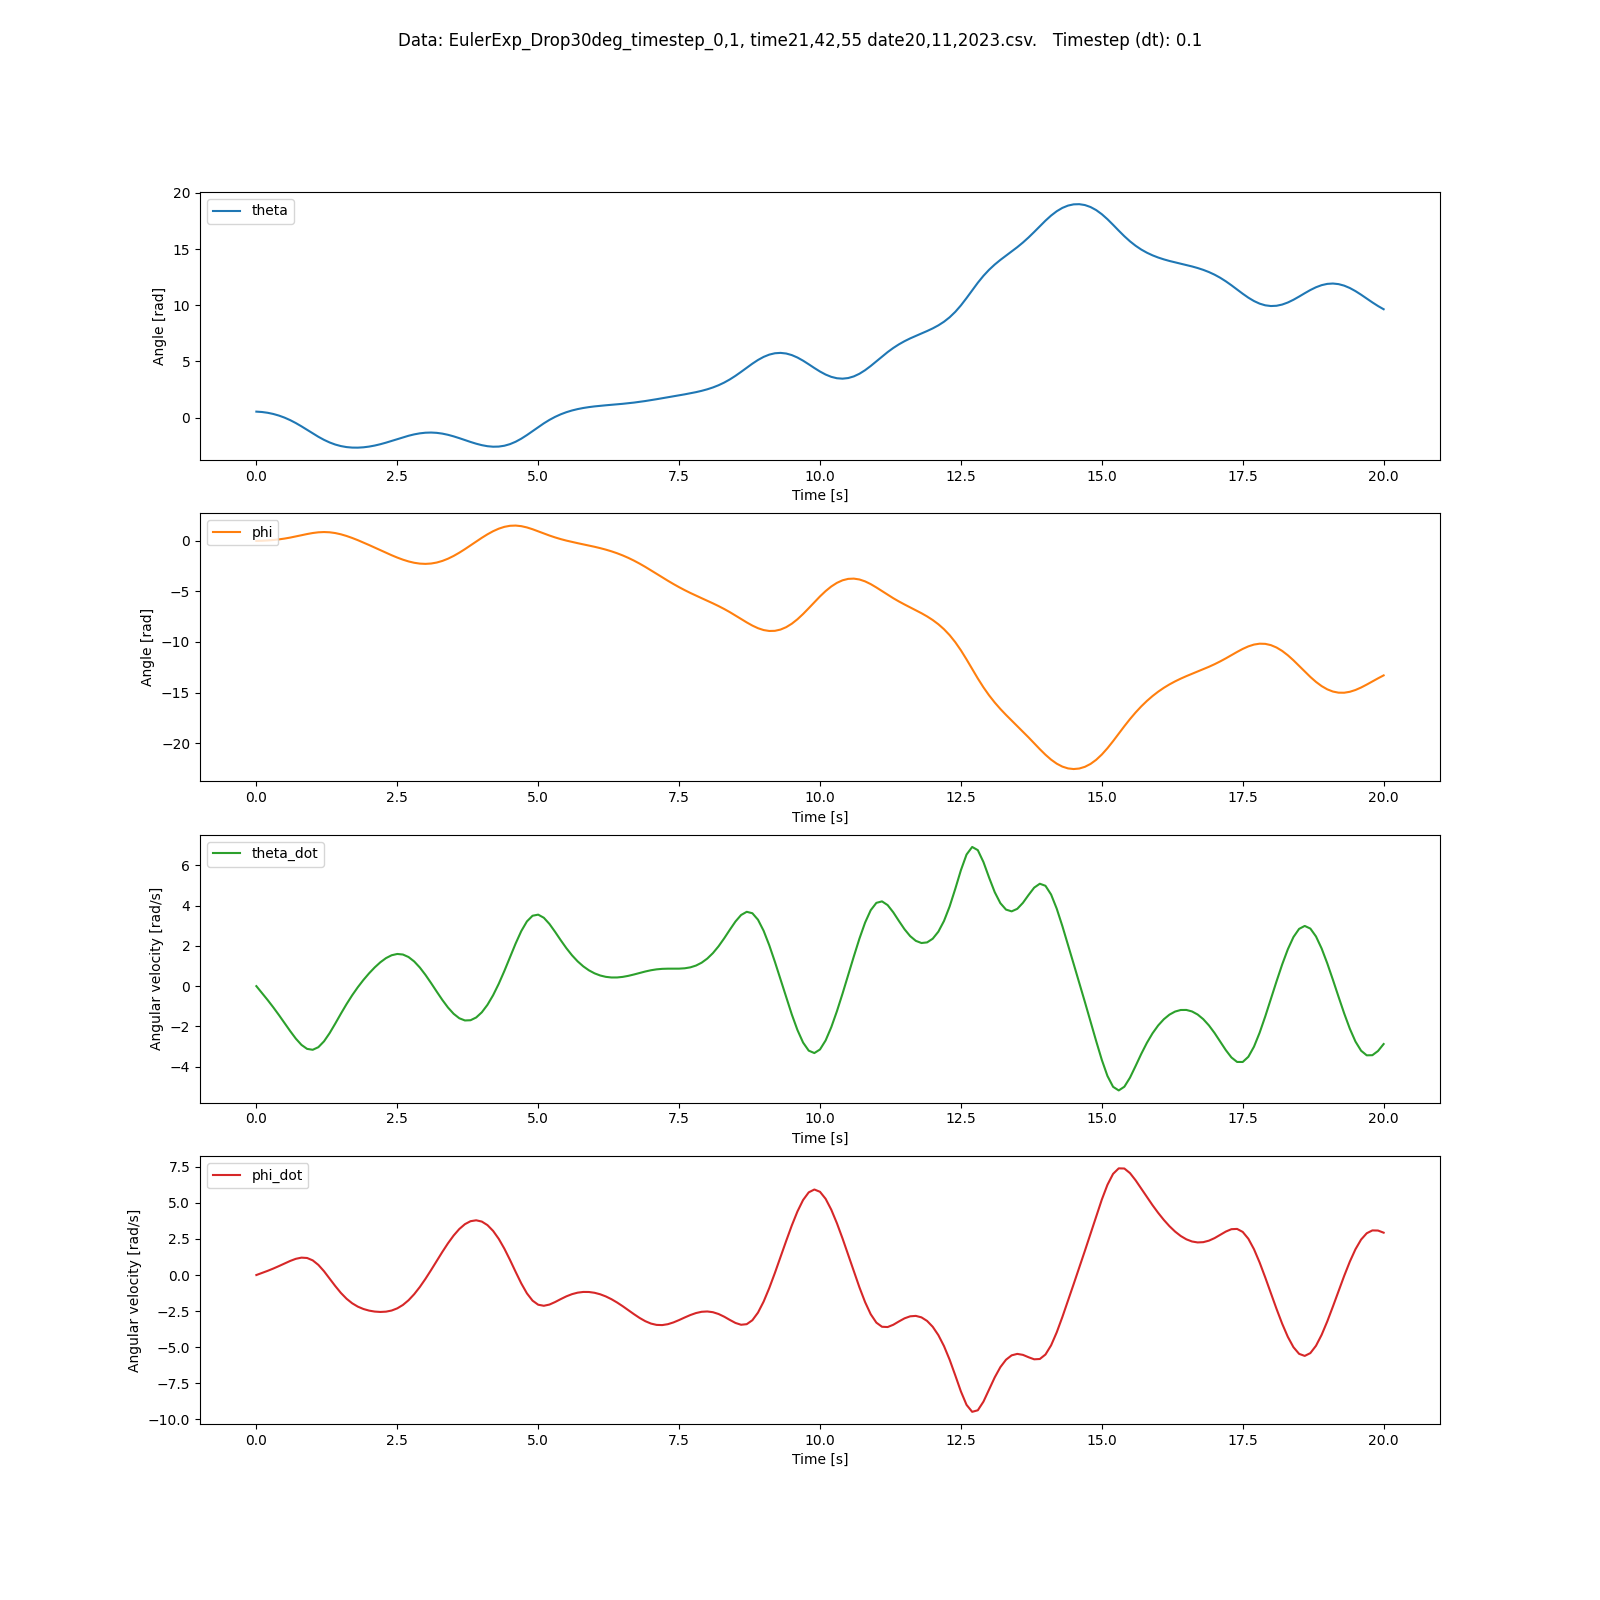 Data: EulerExp_Drop30deg_timestep_0,1, time21,42,55 date20,11,2023.csv.   Timestep (dt): 0.1
20
15
10
5
0
Angle [rad]
theta
0.0 2.5 5.0 7.5 10.0 12.5 15.0 17.5 20.0
Time [s]
0
−5
−10
−15
−20
Angle [rad]
phi
0.0 2.5 5.0 7.5 10.0 12.5 15.0 17.5 20.0
Time [s]
6
4
2
0
−2
−4
Angular velocity [rad/s]
theta_dot
0.0 2.5 5.0 7.5 10.0 12.5 15.0 17.5 20.0
Time [s]
7.5
5.0
2.5
0.0
−2.5
−5.0
−7.5
−10.0
Angular velocity [rad/s]
phi_dot
0.0 2.5 5.0 7.5 10.0 12.5 15.0 17.5 20.0
Time [s]